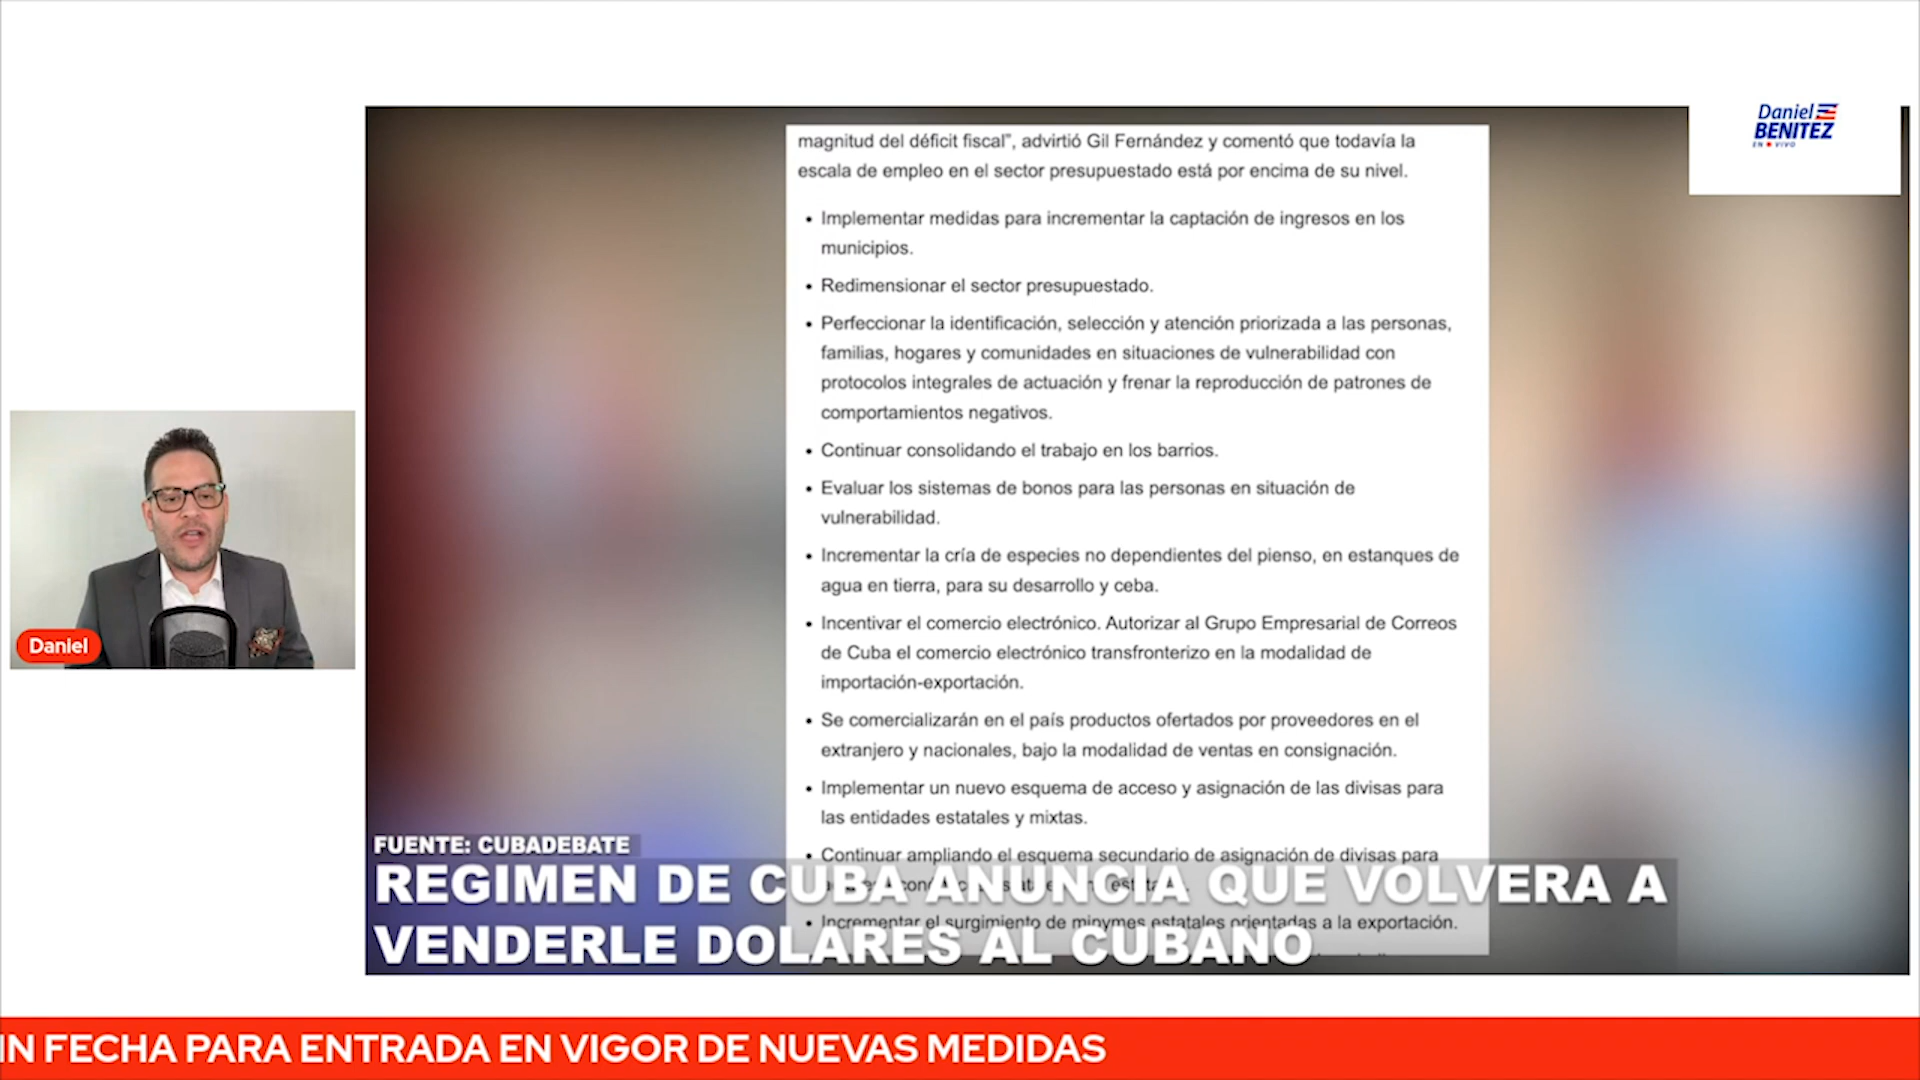 Daniel
BENITEZ
EN VIVO
magnitud del déficit fiscal”, advirtió Gil Fernández y comentó que todavía la
escala de empleo en el sector presupuestado está por encima de su nivel.
• Implementar medidas para incrementar la captación de ingresos en los
municipios.
• Redimensionar el sector presupuestado.
• Perfeccionar la identificación, selección y atención priorizada a las personas,
familias, hogares y comunidades en situaciones de vulnerabilidad con
protocolos integrales de actuación y frenar la reproducción de patrones de
comportamientos negativos.
• Continuar consolidando el trabajo en los barrios.
• Evaluar los sistemas de bonos para las personas en situación de
vulnerabilidad.
• Incrementar la cría de especies no dependientes del pienso, en estanques de
agua en tierra, para su desarrollo y ceba.
• Incentivar el comercio electrónico. Autorizar al Grupo Empresarial de Correos
de Cuba el comercio electrónico transfronterizo en la modalidad de
importación-exportación.
• Se comercializarán en el país productos ofertados por proveedores en el
extranjero y nacionales, bajo la modalidad de ventas en consignación.
• Implementar un nuevo esquema de acceso y asignación de las divisas para
las entidades estatales y mixtas.
• Continuar ampliando el esquema secundario de asignación de divisas para
• Incrementar el surgimiento de mipymes estatales orientadas a la exportación.
Daniel
FUENTE: CUBADEBATE
REGIMEN DE CUBA ANUNCIA QUE VOLVERA A
VENDERLE DOLARES AL CUBANO
IN FECHA PARA ENTRADA EN VIGOR DE NUEVAS MEDIDAS